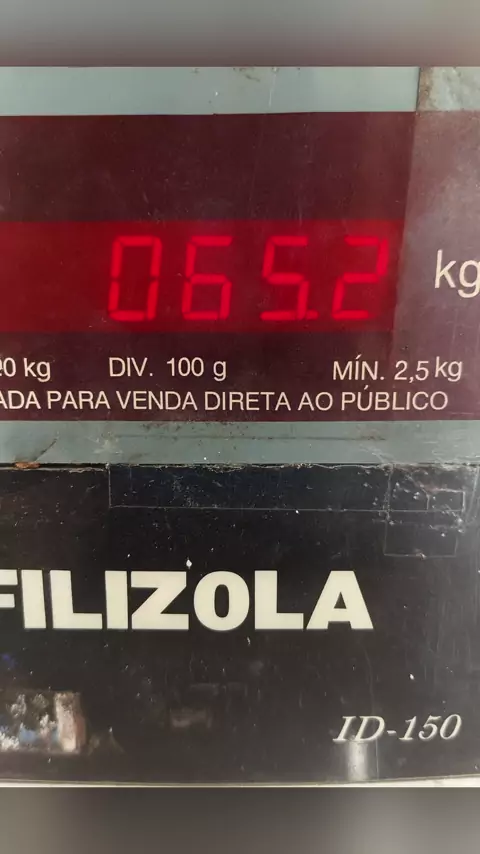 065.2
kg
0 kg DIV. 100 g MÍN. 2,5 kg
ADA PARA VENDA DIRETA AO PÚBLICO
FILIZOLA
ID-150